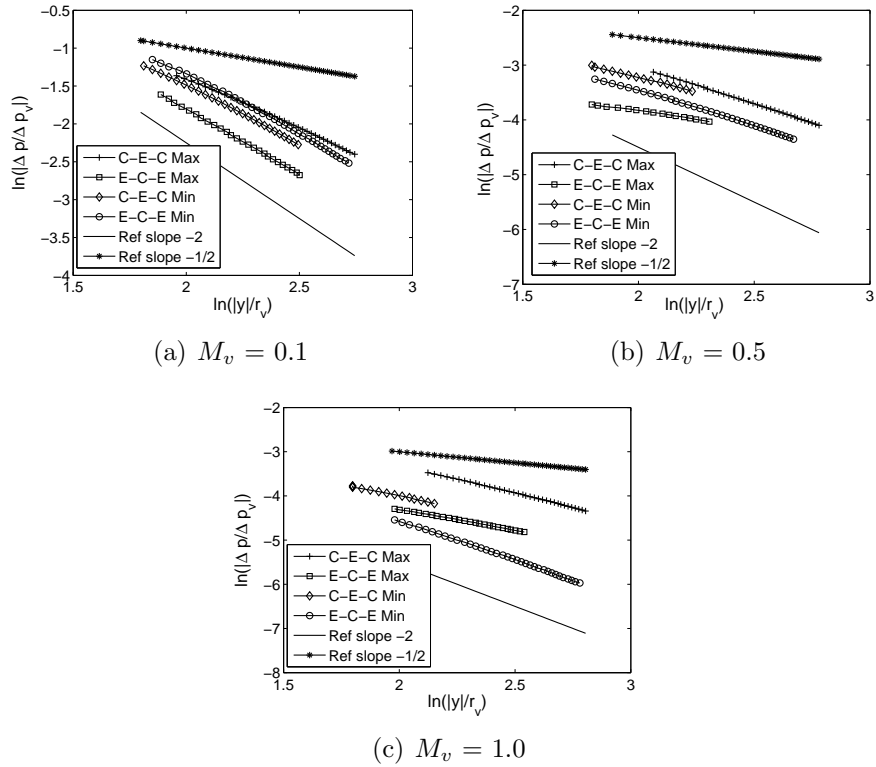 −0.5
−1
−1.5
−2
−2.5
−3
−3.5
−4
1.5
2
2.5
3
ln(|y|/r_v)
ln(|Δ p/Δ p_v|)
C−E−C Max
E−C−E Max
C−E−C Min
E−C−E Min
Ref slope −2
Ref slope −1/2
(a) M_v = 0.1
−2
−3
−4
−5
−6
−7
2
2.5
3
ln(|y|/r_v)
ln(|Δ p/Δ p_v|)
C−E−C Max
E−C−E Max
C−E−C Min
E−C−E Min
Ref slope −2
Ref slope −1/2
(b) M_v = 0.5
−2
−3
−4
−5
−6
−7
−8
1.5
2
2.5
3
ln(|y|/r_v)
ln(|Δ p/Δ p_v|)
C−E−C Max
E−C−E Max
C−E−C Min
E−C−E Min
Ref slope −2
Ref slope −1/2
(c) M_v = 1.0